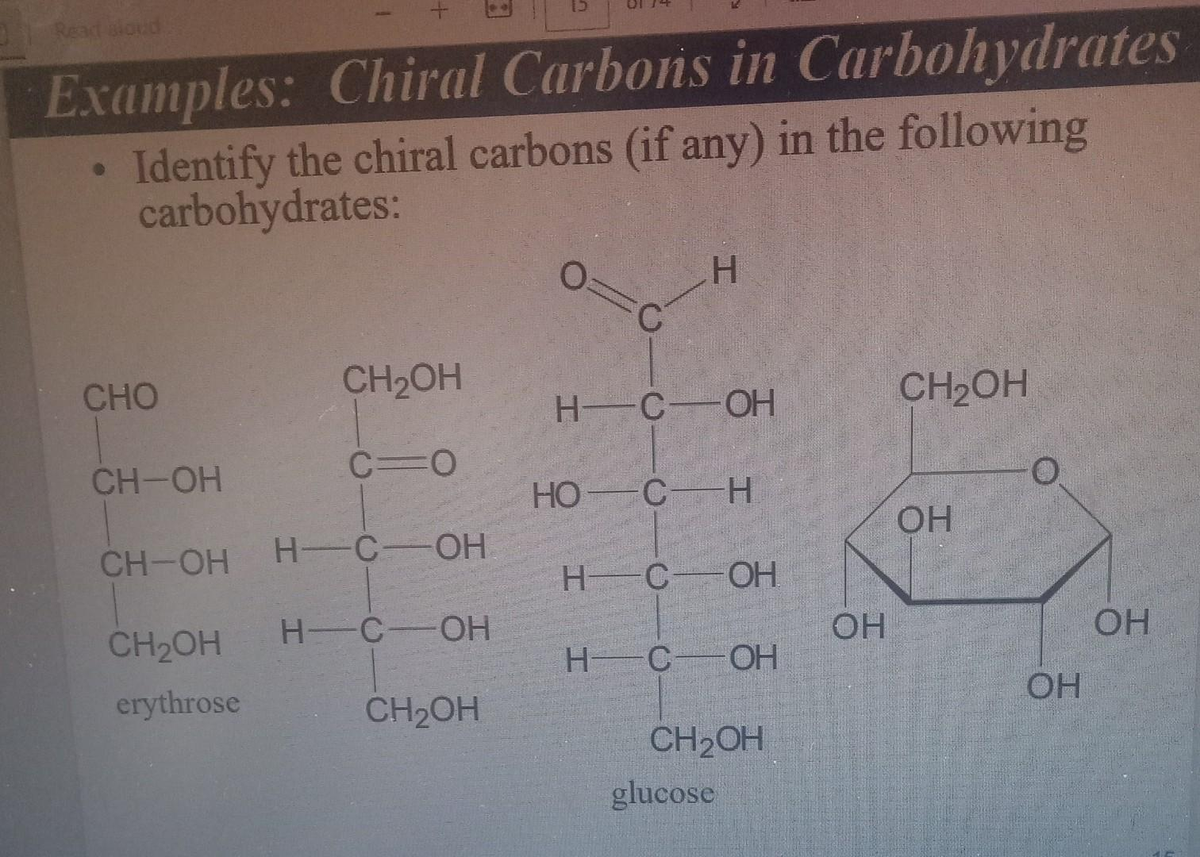 Read aloud
15
Examples: Chiral Carbons in Carbohydrates
• Identify the chiral carbons (if any) in the following
carbohydrates:
CHO
CH-OH
CH-OH
CH₂OH
erythrose
CH₂OH
C=O
H-C-OH
H-C-OH
CH₂OH
O=C-H
H-C-OH
HO-C-H
H-C-OH
H-C-OH
CH₂OH
glucose
CH₂OH
O
OH
OH
OH
OH